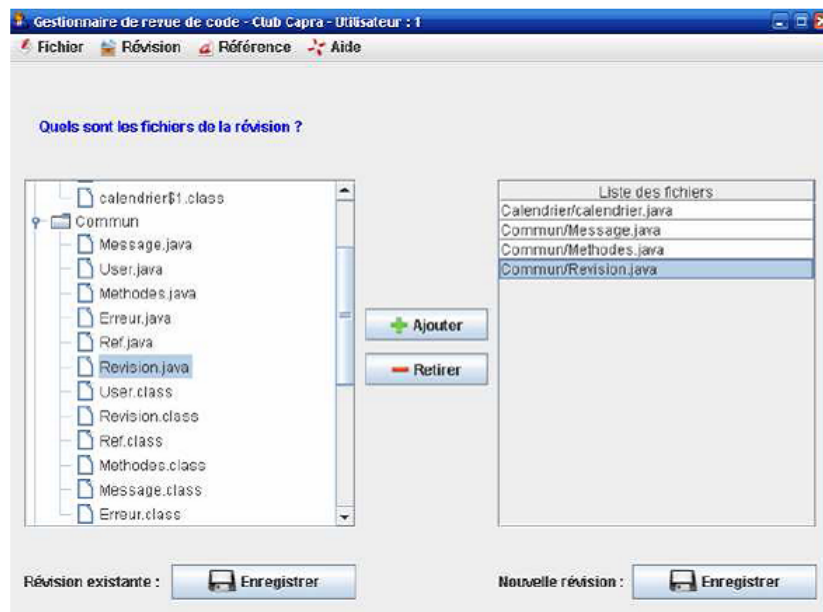 Gestionnaire de revue de code - Club Capra - Utilisateur : 1
Fichier Révision Référence Aide
Quels sont les fichiers de la révision ?
calendrier$1.class
Commun
Message.java
User.java
Methodes.java
Erreur.java
Ref.java
Revision.java
User.class
Revision.class
Ref.class
Methodes.class
Message.class
Erreur.class
Ajouter
Retirer
Liste des fichiers
Calendrier/calendrier.java
Commun/Message.java
Commun/Methodes.java
Commun/Revision.java
Révision existante : Enregistrer
Nouvelle révision : Enregistrer